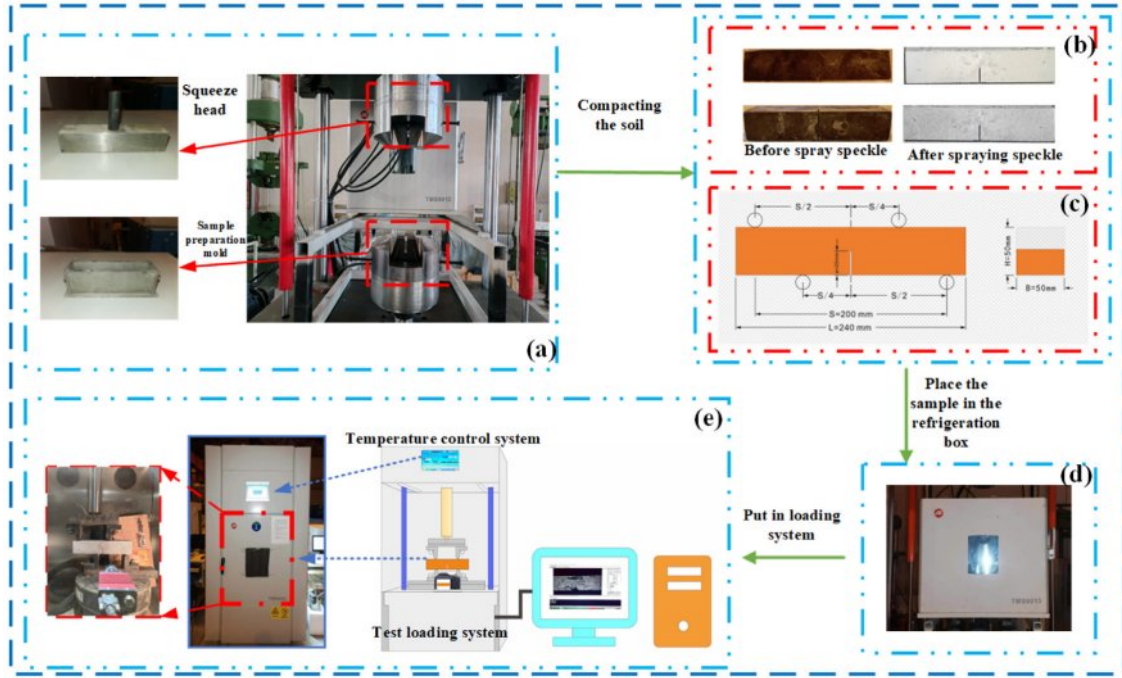 Squeeze
head
Sample
preparation
mold
(a)
Compacting
the soil
(b)
Before spray speckle
After spraying speckle
(c)
S/2
S/4
H=50mm
B=50mm
S/4
S/2
S=200 mm
L=240 mm
Place the
sample in the
refrigeration
box
(d)
Put in loading
system
(e)
Temperature control system
Test loading system